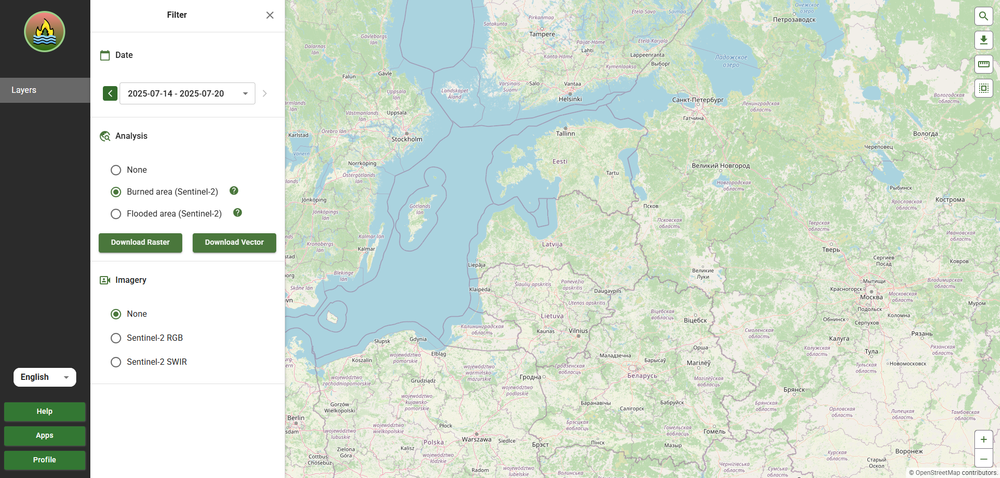 Layers
English
Help
Apps
Profile
Filter
Date
2025-07-14 - 2025-07-20
Analysis
None
Burned area (Sentinel-2)
Flooded area (Sentinel-2)
Download Raster
Download Vector
Imagery
None
Sentinel-2 RGB
Sentinel-2 SWIR
Онежское
озеро
Петрозаводск
Etelä-Savo
Saimaa
Pirkanmaa
Satakunta
Tampere
Gävleborgs
län
Dalarnas
län
Päijät-Häme
Etelä-Karjala
Lahti
Lappeenranta
Kanta-Häme
Выборг
Kymenlaakso
Ладожское
озеро
Gävle
Falun
Varsinais-
Suomi
Salo
Vantaa
Helsinki
Landskapet
Åland
Uppsala
län
Санкт-Петербург
Вологодская
область
Ленинградская
область
Västmanlands
län
Uppsala
Гатчина
Örebro län
Karlstad
Stockholm
Tallinn
Вологда
Череповец
Vänern
Norrköping
Eesti
Великий Новгород
Östergötlands
län
Tartu
Новгородская
область
Рыбинск
Jönköping
Кострома
Ярославская
область
Gotlands
län
Псков
Jönköpings
län
Псковская
область
Тверская
область
Ивановская
область
Kalmar län
Kronobergs
län
Latvija
Kalmar
Тверь
Сергиев
Посад
Ковров
Liepāja
Blekinge
län
Великие
Луки
Мытищи
Владимирская
область
Skåne län
Klaipėda
Šiaulių apskritis
Panevėžio
apskritis
Daugavpils
Красногорск
Москва
Московская
область
Utenos apskritis
Муром
Подольск
Коломна
Lietuva
Віцебская
вобласць
Віцебск
Обнинск
Серпухов
Калининградская
область
Kaunas
Vilnius
Смоленская
область
Рязань
Калуга
Słupsk
Gdynia
Elbląg
Орша
Калужская
область
Тула
Рязанская
область
Koszalin
województwo
pomorskie
Маладзечна
Барысаў
Магілёў
Новомосковск
Тульская
область
województwo
zachodniopomorskie
województwo
warmińsko-
mazurskie
Гродна
Гродзенская
вобласць
Беларусь
Магілёўская
вобласць
Grudziądz
województwo
podlaskie
Брянск
województwo
kujawsko-
pomorskie
Gorzów
Wielkopolski
Баранавічы
Салігорск
Бабруйск
Брянская
область
Орловская
область
Липецкая
область
Тамбовская
область
Berlin
województwo
lubuskie
województwo
wielkopolskie
Płock
Брэсцкая
вобласць
Гомельская
вобласць
Гомель
Warszawa
Siedlce
Брэст
Пінск
Мазыр
Polska
Zielona
Góra
Kalisz
województwo
łódzkie
Воронеж
Курская
область
Старый
Оскол
Cottbus
- Chóśebuz
Radom
województwo
lubelskie
Волинська
Чернігівська
область
Сумська
область
+
−
© OpenStreetMap contributors.